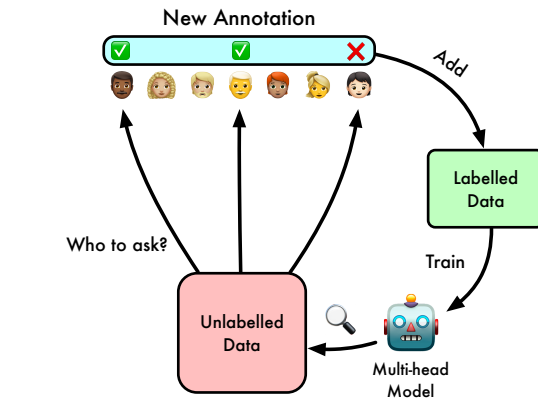 New Annotation
Add
Labelled
Data
Who to ask?
Train
Unlabelled
Data
Multi-head
Model